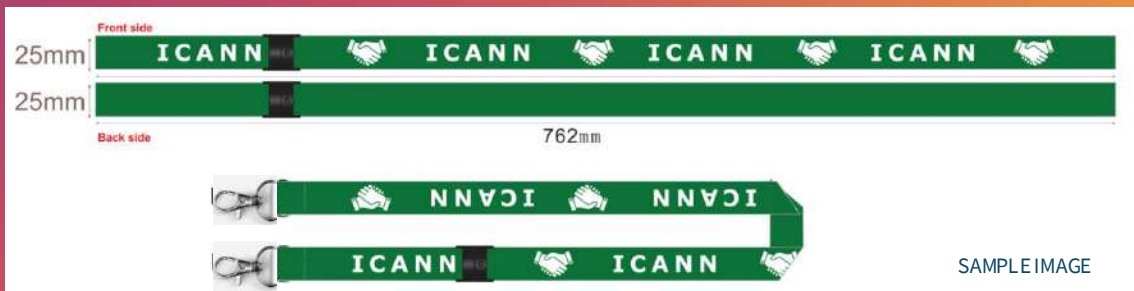 Front side
25mm ICANN ICANN ICANN ICANN
25mm
Back side
762mm
ICANN ICANN
ICANN ICANN
SAMPLE IMAGE